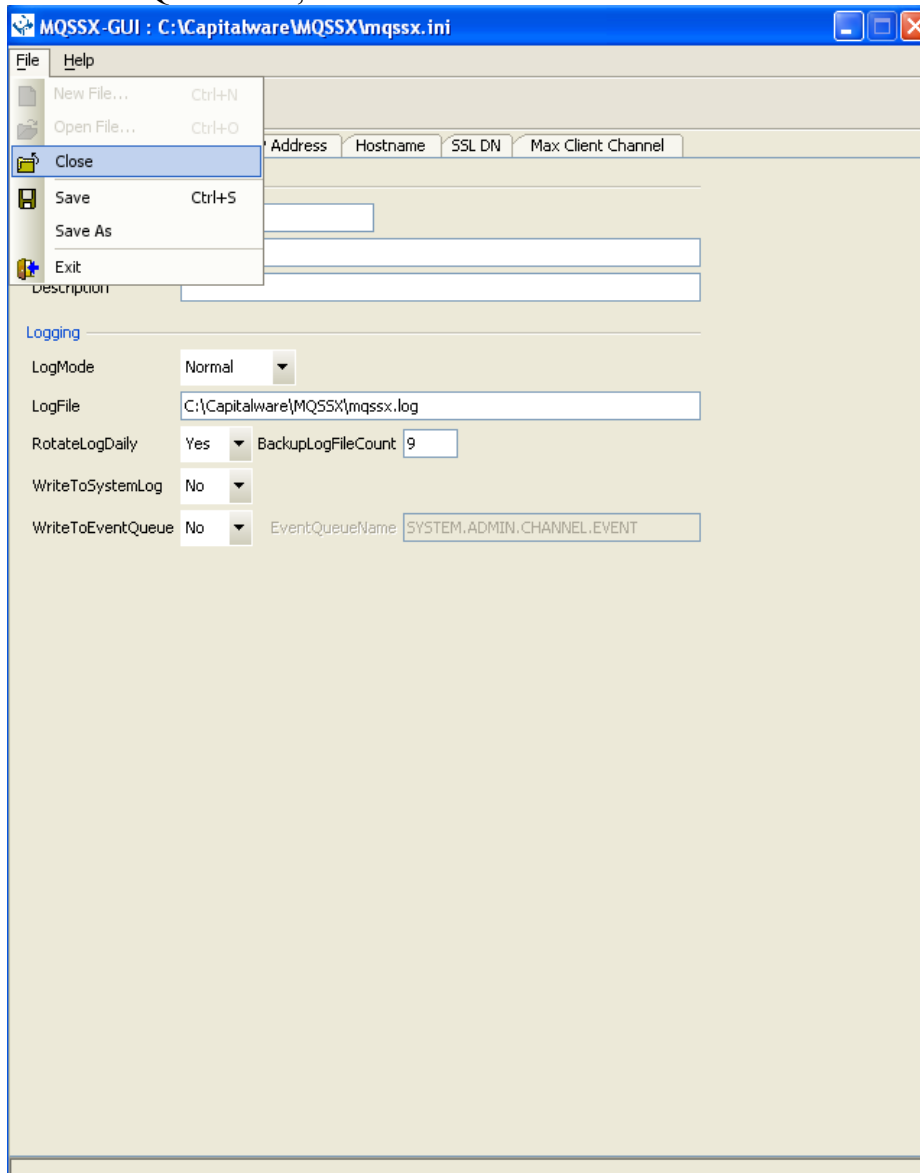 MQSSX-GUI : C:\Capitalware\MQSSX\mqssx.ini
File Help
New File... Ctrl+N
Open File... Ctrl+O
Address Hostname SSL DN Max Client Channel
Close
Save Ctrl+S
Save As
Exit
Description
Logging
LogMode Normal
LogFile C:\Capitalware\MQSSX\mqssx.log
RotateLogDaily Yes BackupLogFileCount 9
WriteToSystemLog No
WriteToEventQueue No EventQueueName SYSTEM.ADMIN.CHANNEL.EVENT